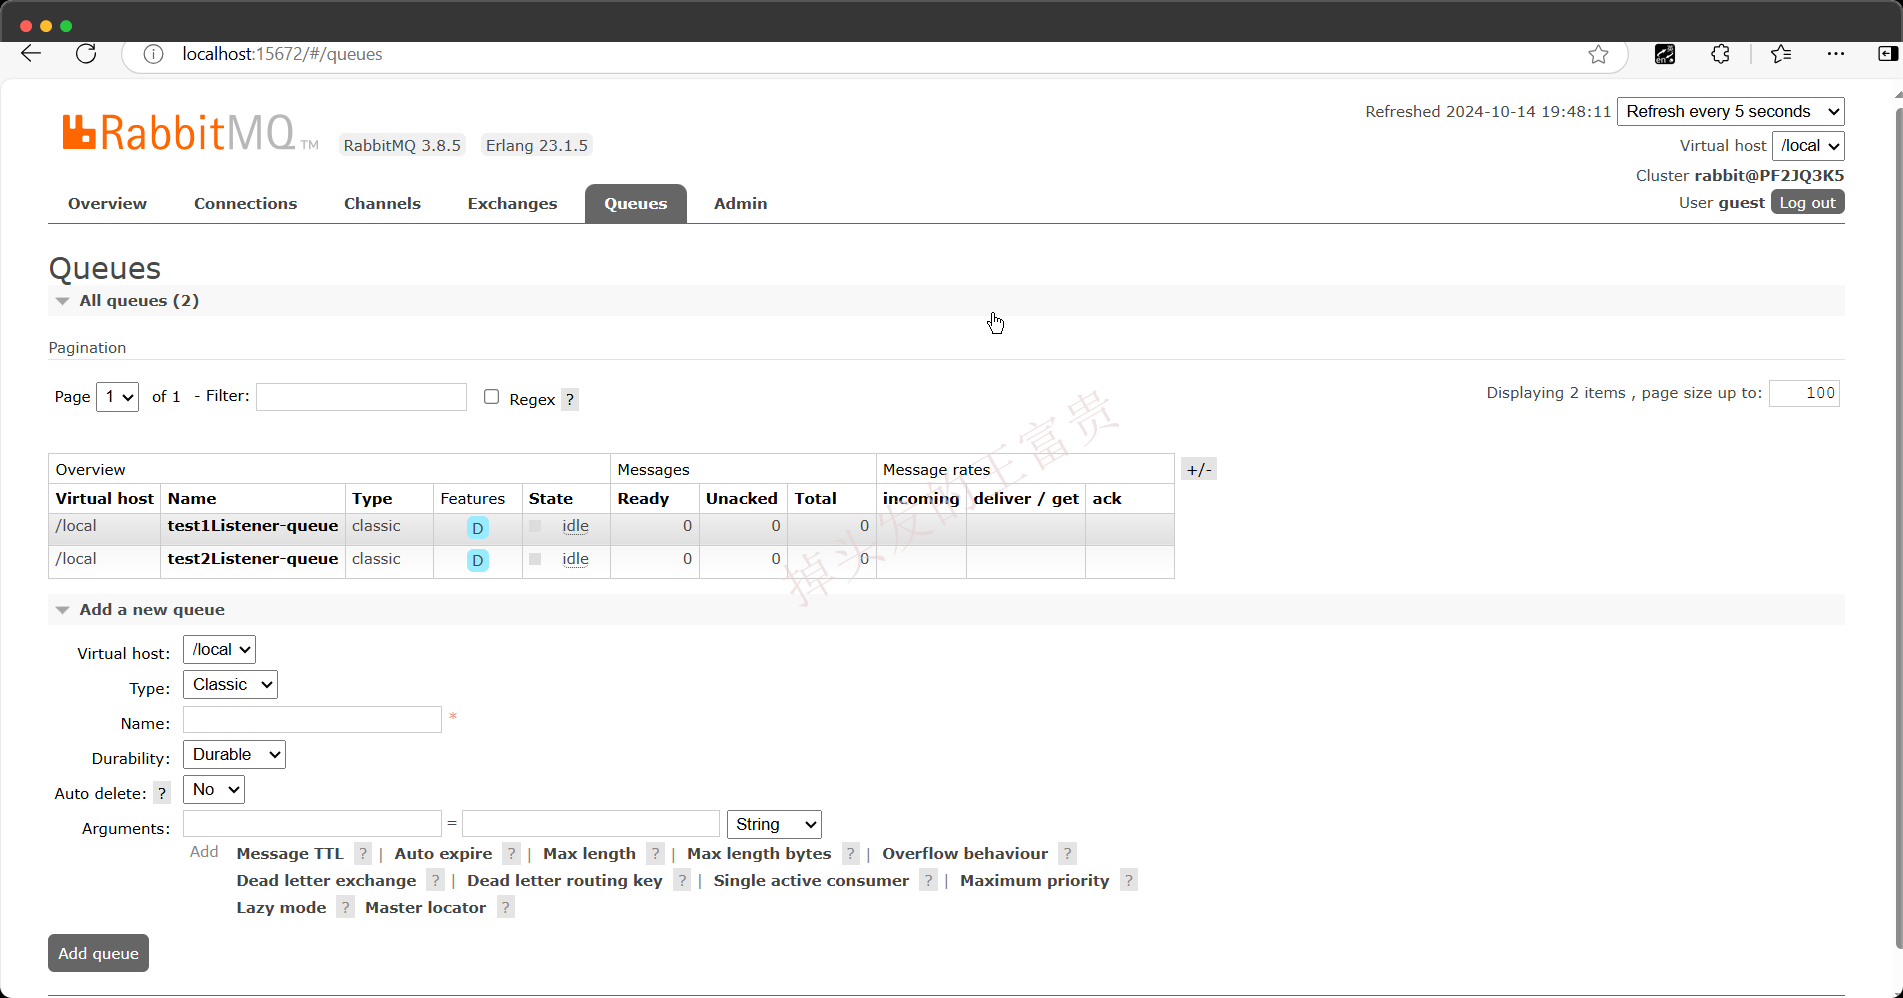 localhost:15672/#/queues
RabbitMQ TM RabbitMQ 3.8.5 Erlang 23.1.5
Refreshed 2024-10-14 19:48:11 Refresh every 5 seconds
Virtual host /local
Cluster rabbit@PF2JQ3K5
User guest Log out
Overview Connections Channels Exchanges Queues Admin
Queues
All queues (2)
Pagination
Page 1 of 1 - Filter: Regex ?
Displaying 2 items , page size up to: 100
Overview Messages Message rates +/-
Virtual host Name Type Features State Ready Unacked Total incoming deliver / get ack
/local test1Listener-queue classic D idle 0 0 0
/local test2Listener-queue classic D idle 0 0 0
掉头发的王富贵
Add a new queue
Virtual host: /local
Type: Classic
Name: *
Durability: Durable
Auto delete: ? No
Arguments: = String
Add Message TTL ? | Auto expire ? | Max length ? | Max length bytes ? | Overflow behaviour ?
Dead letter exchange ? | Dead letter routing key ? | Single active consumer ? | Maximum priority ?
Lazy mode ? Master locator ?
Add queue